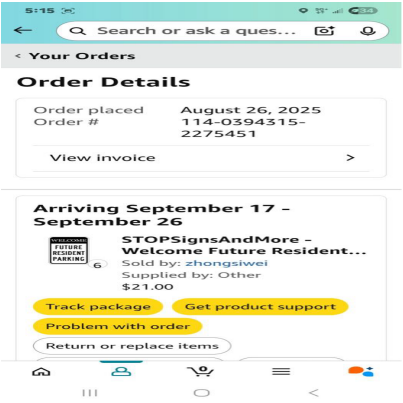 5:15
Search or ask a ques...
< Your Orders
Order Details
Order placed August 26, 2025
Order # 114-0394315-
2275451
View invoice >
Arriving September 17 -
September 26
STOPSignsAndMore -
Welcome Future Resident...
WELCOME
FUTURE
RESIDENT
PARKING
6
Sold by: zhongsiwei
Supplied by: Other
$21.00
Track package
Get product support
Problem with order
Return or replace items
0